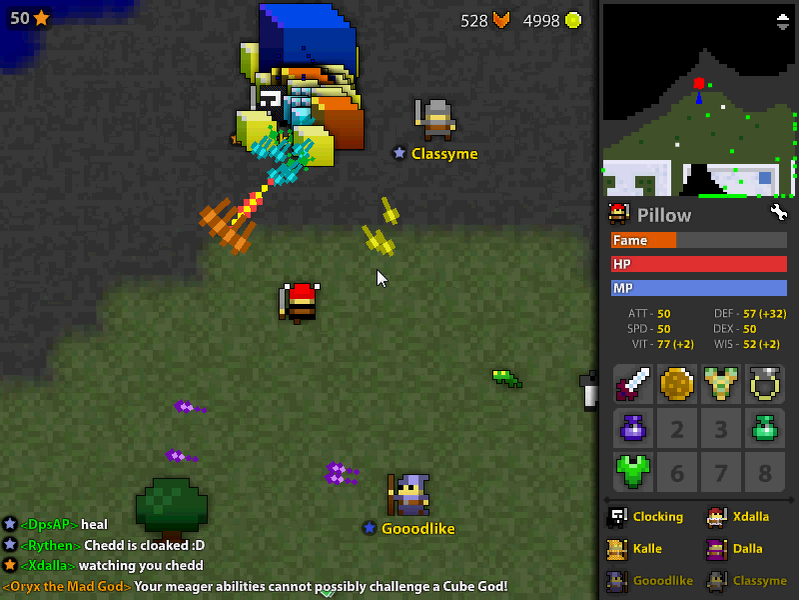 50
528 4998
Classyme
Pillow
Fame
HP
MP
ATT - 50 DEF - 57 (+32)
SPD - 50 DEX - 50
VIT - 77 (+2) WIS - 52 (+2)
2 3
6 7 8
Gooodlike
<DpsAP> heal
<Rythen> Chedd is cloaked :D
<Xdalla> watching you chedd
<Oryx the Mad God> Your meager abilities cannot possibly challenge a Cube God!
Clocking Xdalla
Kalle Dalla
Gooodlike Classyme